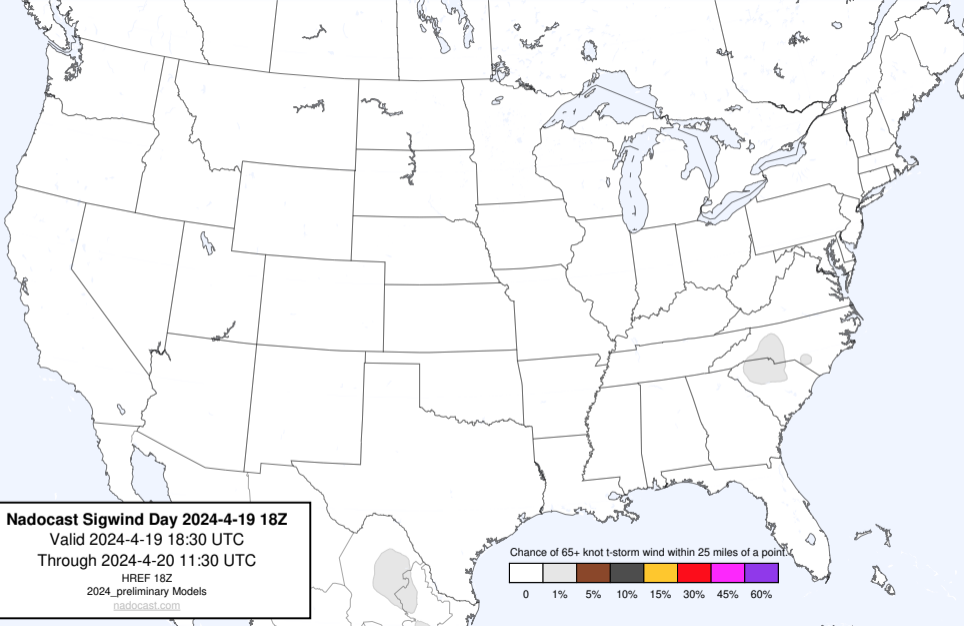 Nadocast Sigwind Day 2024-4-19 18Z
Valid 2024-4-19 18:30 UTC
Through 2024-4-20 11:30 UTC
HREF 18Z
2024_preliminary Models
nadocast.com
Chance of 65+ knot t-storm wind within 25 miles of a point.
0 1% 5% 10% 15% 30% 45% 60%